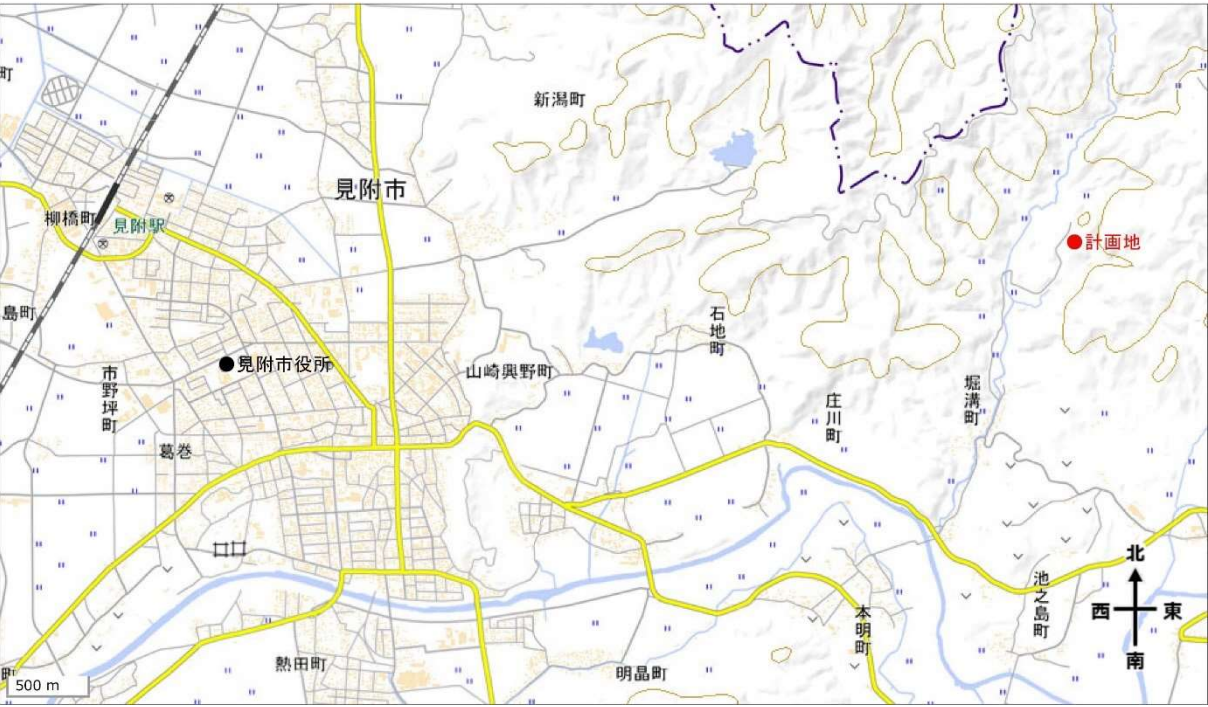 町
新潟町
見附市
柳橋町
見附駅
計画地
島町
石地町
見附市役所
山崎興野町
市野坪町
堀溝町
庄川町
葛巻
北
西
東
南
池之島町
本明町
熱田町
明晶町
町
500 m